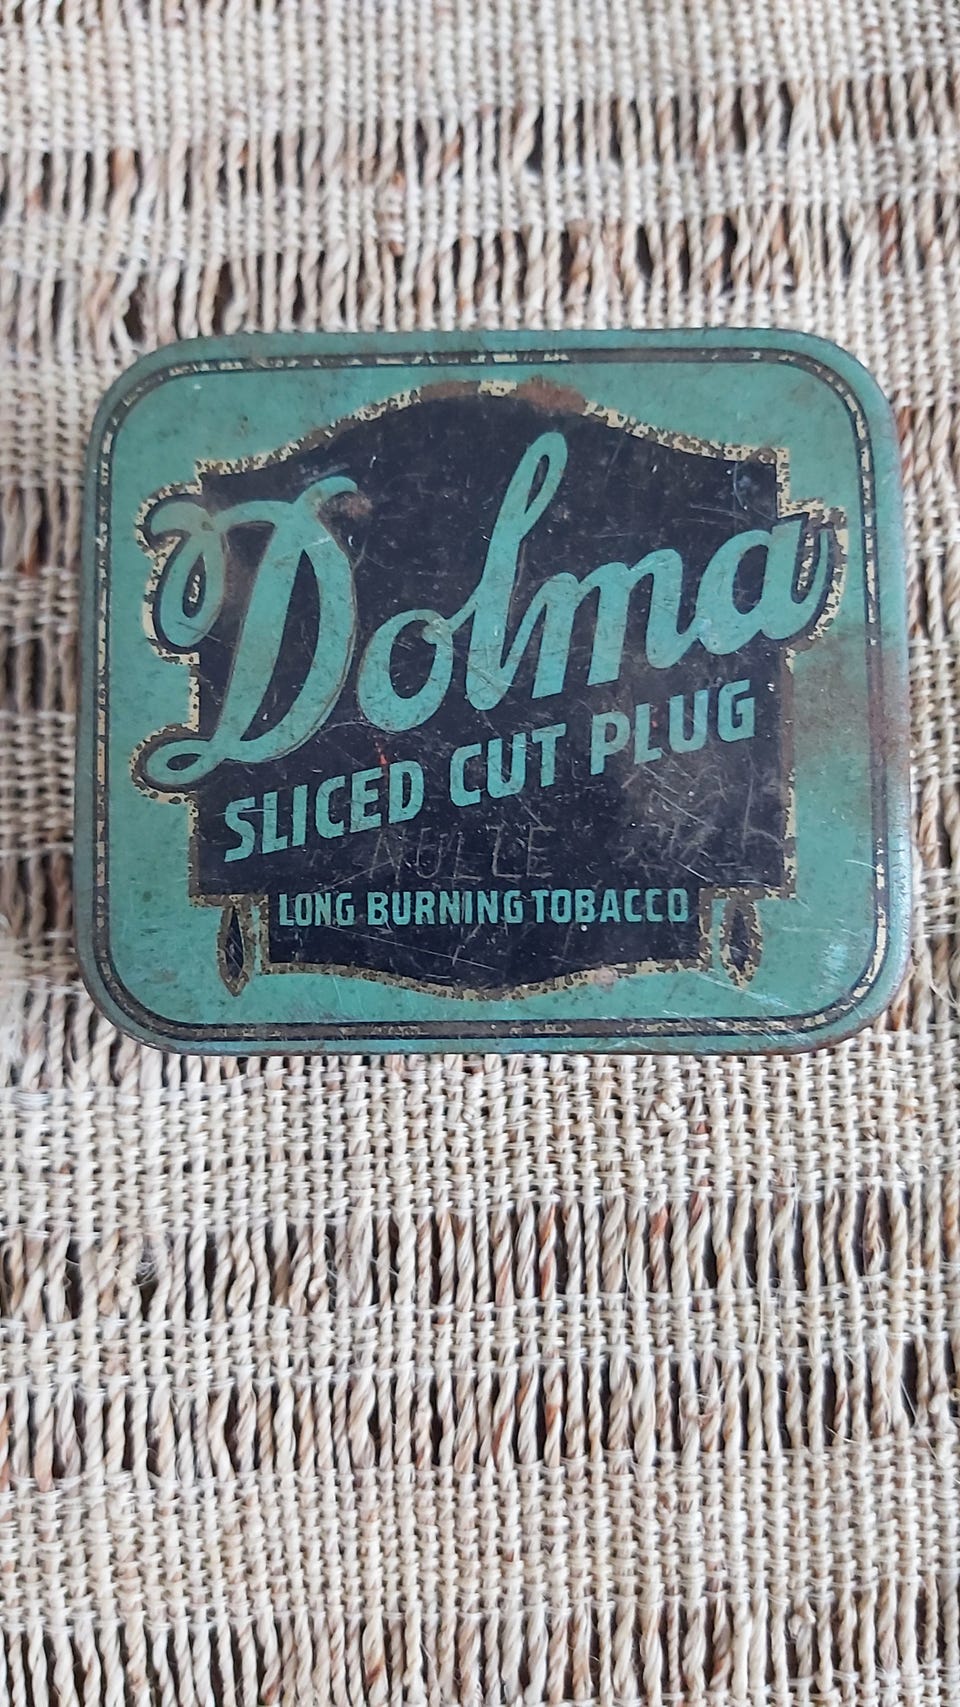 Dolma
SLICED CUT PLUG
LONG BURNING TOBACCO